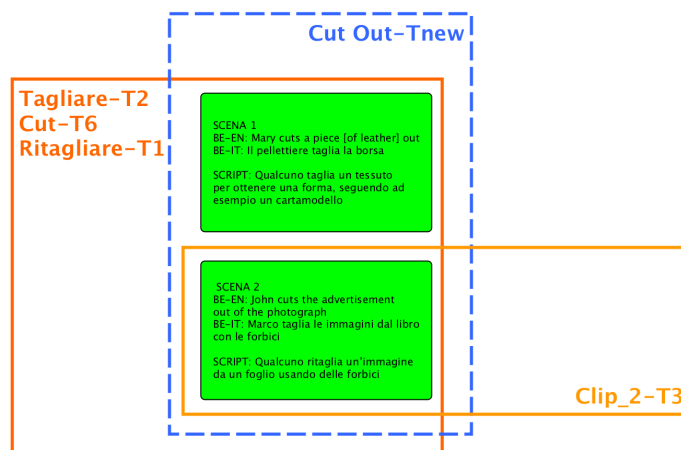 Cut Out-Tnew
Tagliare-T2
Cut-T6
Ritagliare-T1
SCENA 1
BE-EN: Mary cuts a piece [of leather] out
BE-IT: Il pellettiere taglia la borsa
SCRIPT: Qualcuno taglia un tessuto
per ottenere una forma, seguendo ad
esempio un cartamodello
SCENA 2
BE-EN: John cuts the advertisement
out of the photograph
BE-IT: Marco taglia le immagini dal libro
con le forbici
SCRIPT: Qualcuno ritaglia un'immagine
da un foglio usando delle forbici
Clip_2-T3